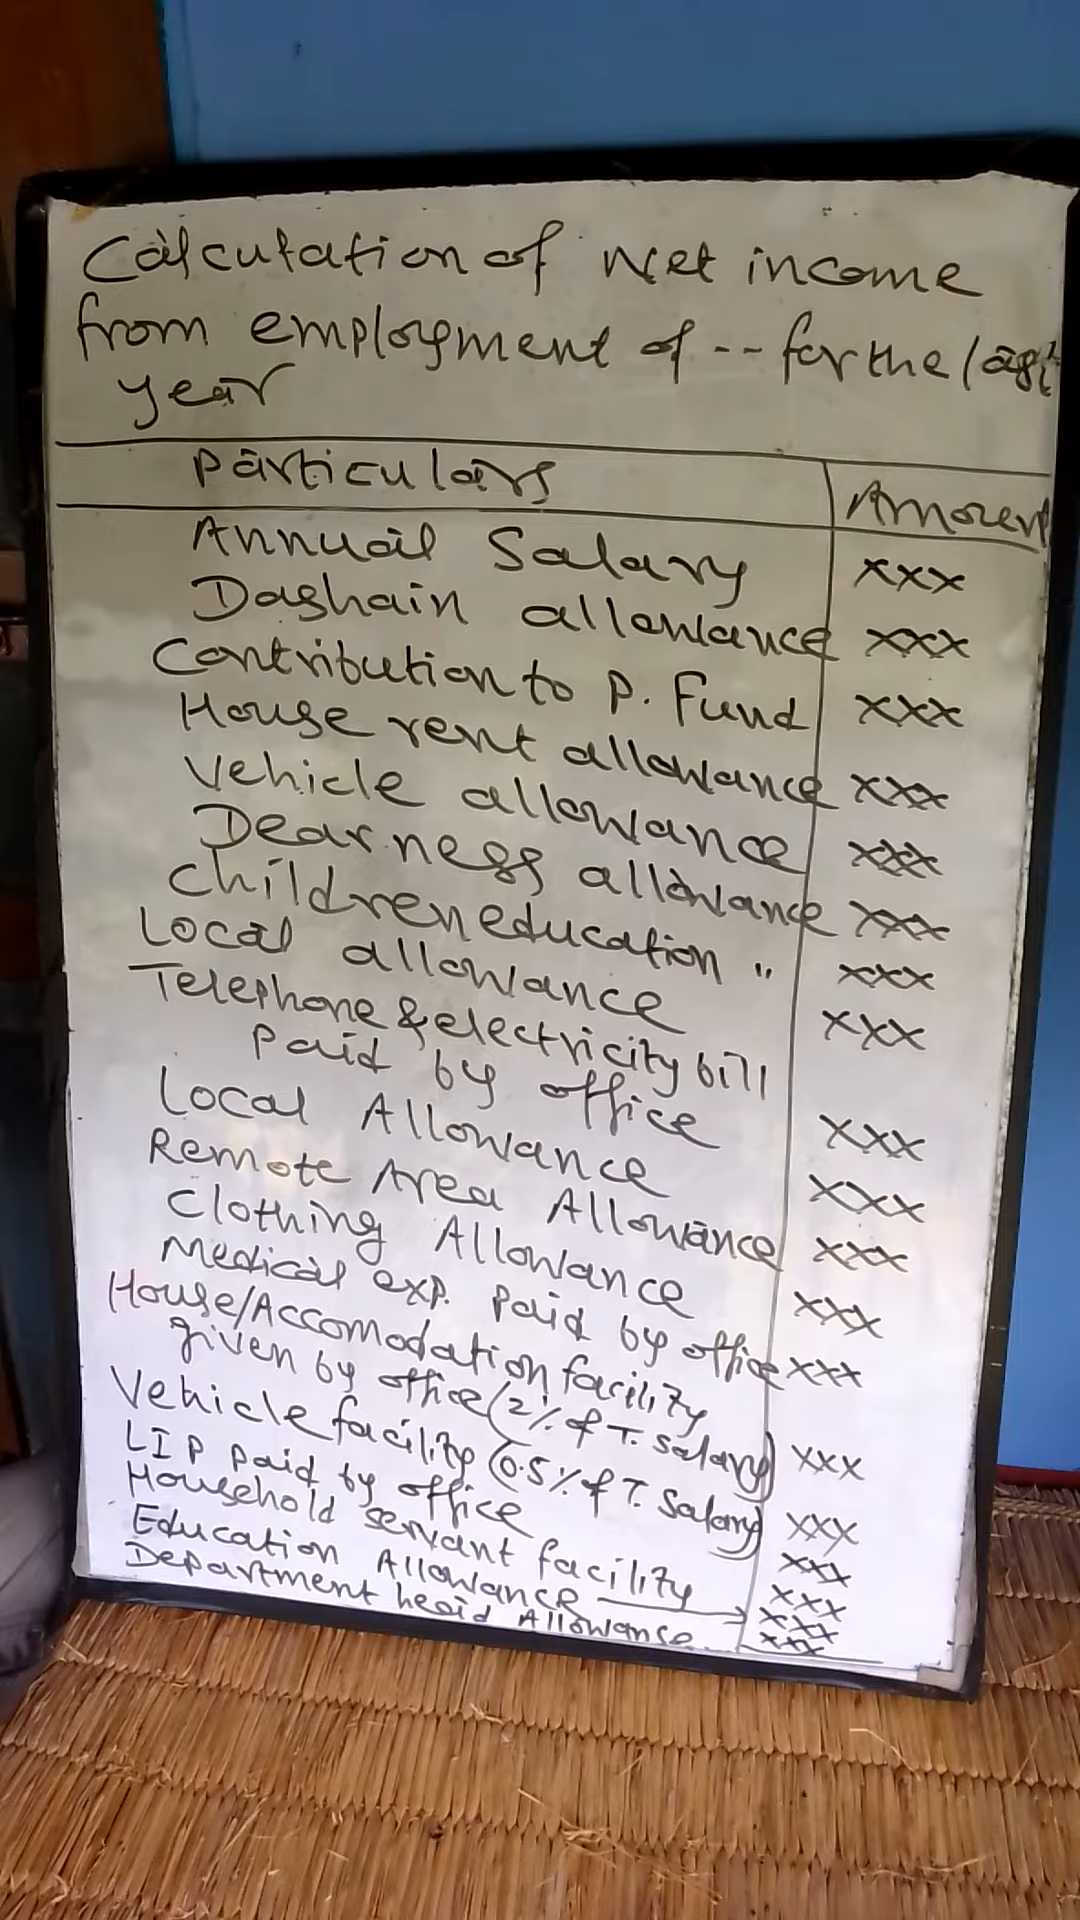 Calculation of Net income
from employment of -- for the last
year
Particulars Amount
Annual Salary xxx
Dashain allowance xxx
Contribution to P. Fund xxx
House rent allowance xxx
Vehicle allowance xxx
Dearness allowance xxx
Children education " xxx
Local allowance xxx
Telephone & electricity bill
paid by office xxx
Local Allowance xxx
Remote Area Allowance xxx
Clothing Allowance xxx
Medical exp. paid by office xxx
House/Accomodation facility
given by office (2% of T. salary) xxx
Vehicle facility (0.5% of T. Salary) xxx
LIP paid by office xxx
Household servant facility xxx
Education Allowance xxx
Department head Allowance xxx